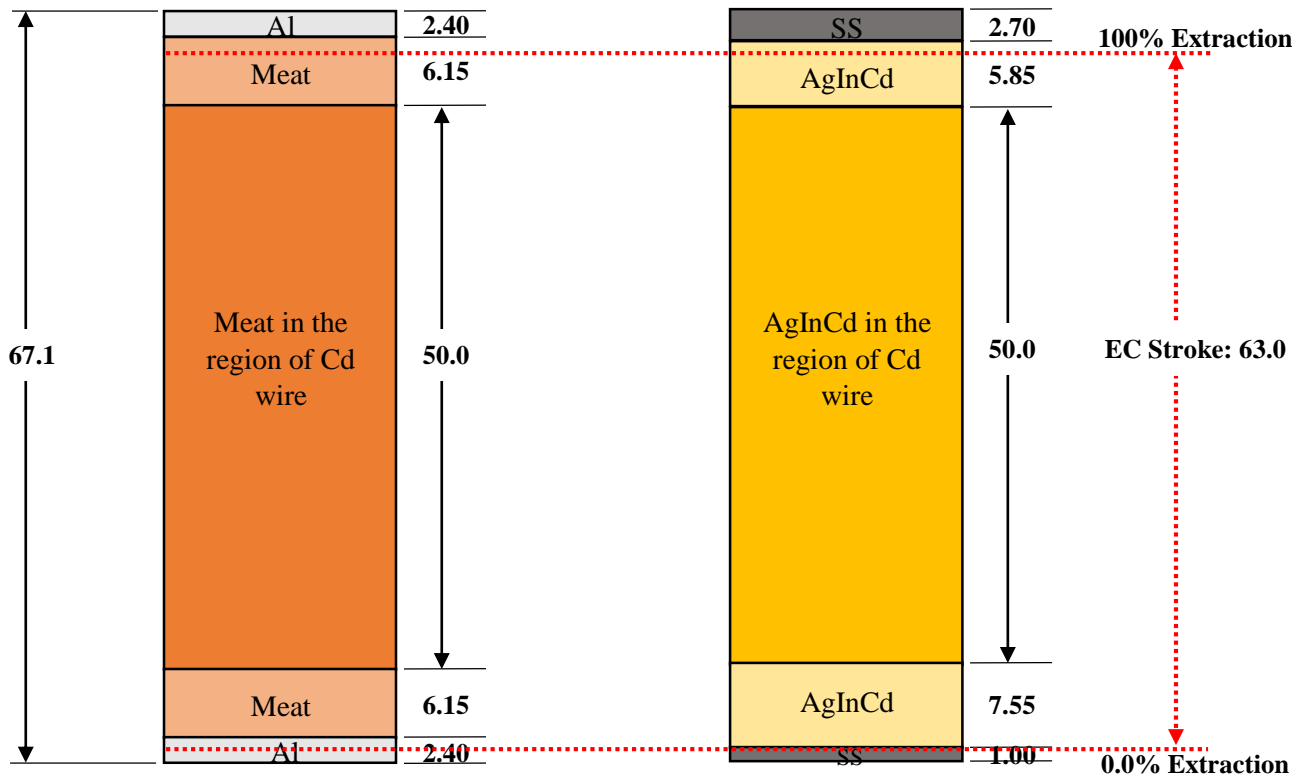 Al
2.40
SS
2.70
100% Extraction
Meat
6.15
AgInCd
5.85
67.1
Meat in the
region of Cd
wire
50.0
AgInCd in the
region of Cd
wire
50.0
EC Stroke: 63.0
Meat
6.15
AgInCd
7.55
Al
2.40
SS
1.00
0.0% Extraction